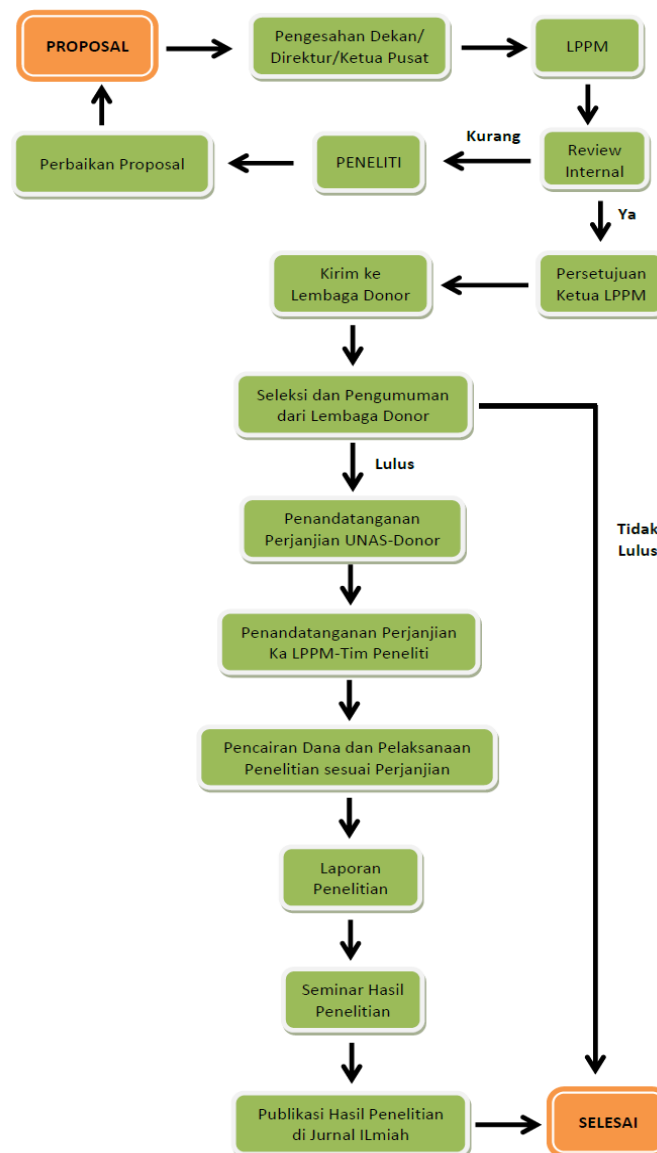 PROPOSAL
Pengesahan Dekan/
Direktur/Ketua Pusat
LPPM
Perbaikan Proposal
PENELITI
Kurang
Review
Internal
Ya
Kirim ke
Lembaga Donor
Persetujuan
Ketua LPPM
Seleksi dan Pengumuman
dari Lembaga Donor
Lulus
Penandatanganan
Perjanjian UNAS-Donor
Tidak
Lulus
Penandatanganan Perjanjian
Ka LPPM-Tim Peneliti
Pencairan Dana dan Pelaksanaan
Penelitian sesuai Perjanjian
Laporan
Penelitian
Seminar Hasil
Penelitian
Publikasi Hasil Penelitian
di Jurnal ILmiah
SELESAI